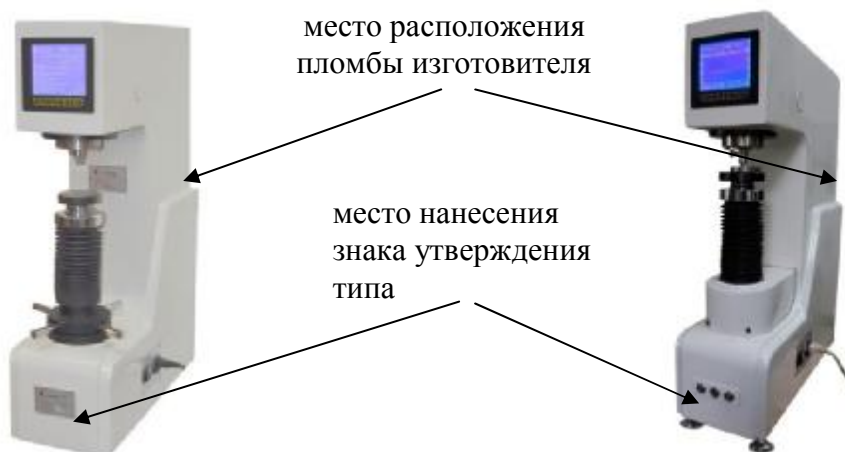 место расположения
пломбы изготовителя
место нанесения
знака утверждения
типа